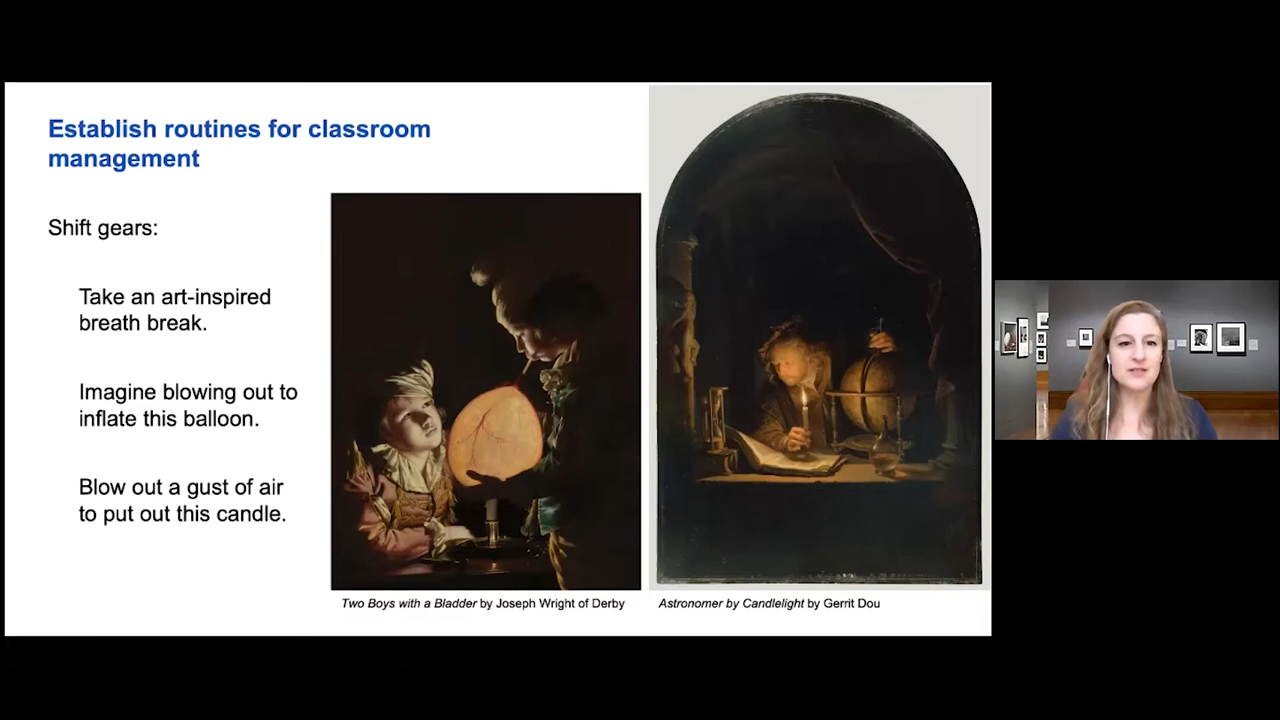 Establish routines for classroom
management
Shift gears:
Take an art-inspired
breath break.
Imagine blowing out to
inflate this balloon.
Blow out a gust of air
to put out this candle.
Two Boys with a Bladder by Joseph Wright of Derby
Astronomer by Candlelight by Gerrit Dou